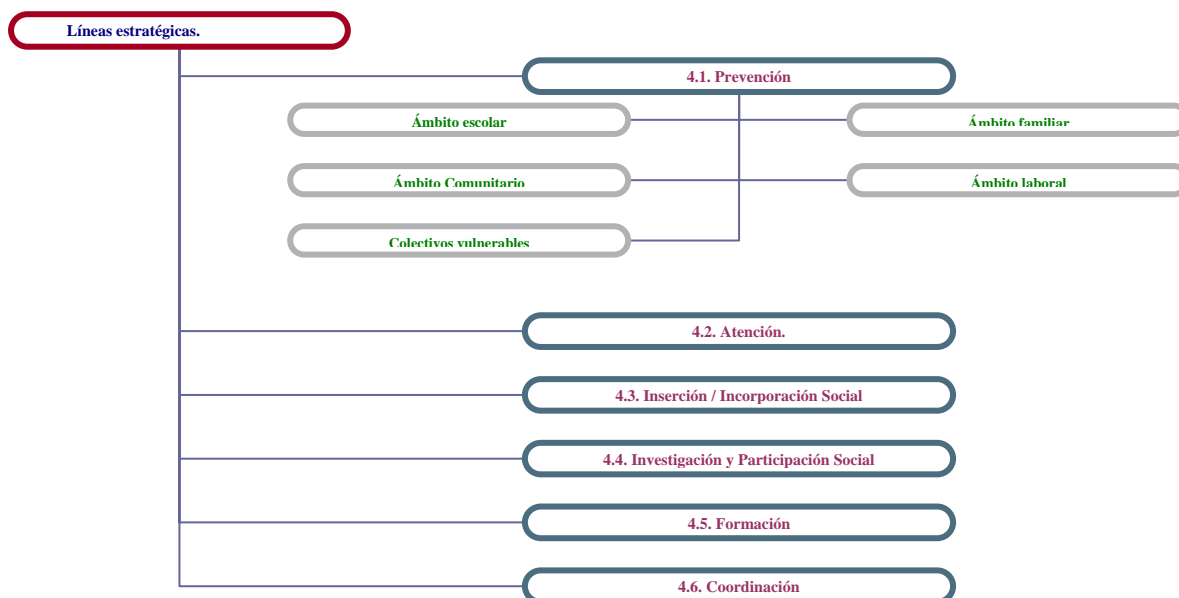 Líneas estratégicas.
4.1. Prevención
Ámbito escolar
Ámbito familiar
Ámbito Comunitario
Ámbito laboral
Colectivos vulnerables
4.2. Atención.
4.3. Inserción / Incorporación Social
4.4. Investigación y Participación Social
4.5. Formación
4.6. Coordinación